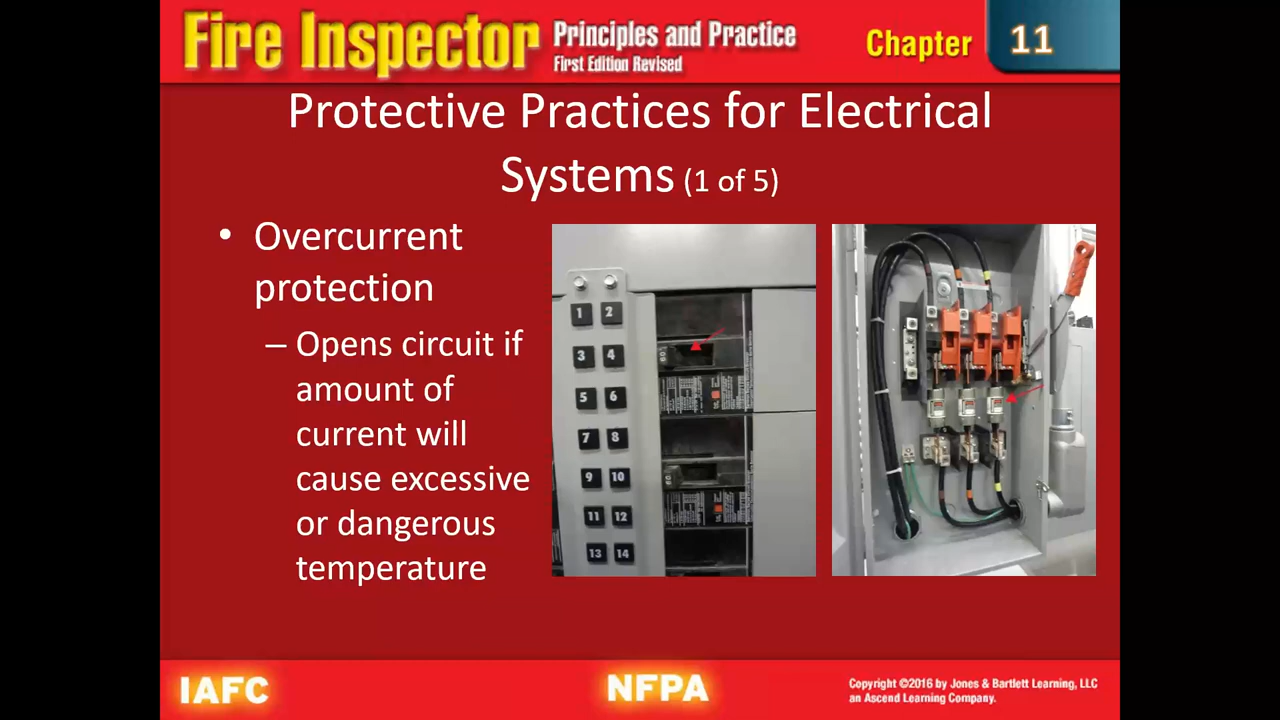 Fire Inspector
Principles and Practice
First Edition Revised
Chapter 11
Protective Practices for Electrical
Systems (1 of 5)
• Overcurrent
protection
– Opens circuit if
amount of
current will
cause excessive
or dangerous
temperature
1 2
3 4
5 6
7 8
9 10
11 12
13 14
60
60
IAFC
NFPA
Copyright ©2016 by Jones & Bartlett Learning, LLC
an Ascend Learning Company.